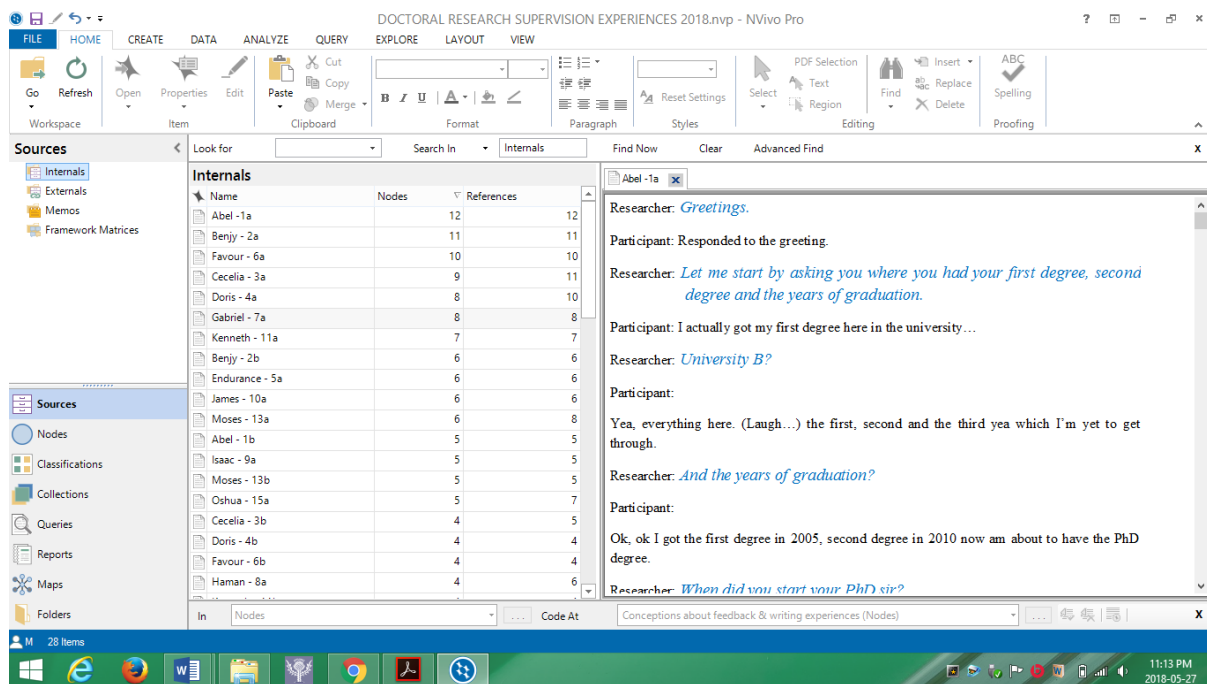 DOCTORAL RESEARCH SUPERVISION EXPERIENCES 2018.nvp - NVivo Pro
FILE HOME CREATE DATA ANALYZE QUERY EXPLORE LAYOUT VIEW
Go Refresh Open Properties Edit Paste Cut Copy Merge
B I U A
Reset Settings
Select PDF Selection Text Region
Find Insert Replace Delete
ABC Spelling
Workspace Item Clipboard Format Paragraph Styles Editing Proofing
Sources
Internals
Externals
Memos
Framework Matrices
Sources
Nodes
Classifications
Collections
Queries
Reports
Maps
Folders
Look for Search In Internals Find Now Clear Advanced Find X
Internals
Name Nodes References
Abel -1a 12 12
Benjy - 2a 11 11
Favour - 6a 10 10
Cecelia - 3a 9 11
Doris - 4a 8 10
Gabriel - 7a 8 8
Kenneth - 11a 7 7
Benjy - 2b 6 6
Endurance - 5a 6 6
James - 10a 6 6
Moses - 13a 6 8
Abel - 1b 5 5
Isaac - 9a 5 5
Moses - 13b 5 5
Oshua - 15a 5 7
Cecelia - 3b 4 5
Doris - 4b 4 4
Favour - 6b 4 4
Haman - 8a 4 6
Abel -1a
Researcher: Greetings.
Participant: Responded to the greeting.
Researcher: Let me start by asking you where you had your first degree, second
degree and the years of graduation.
Participant: I actually got my first degree here in the university…
Researcher: University B?
Participant:
Yea, everything here. (Laugh…) the first, second and the third yea which I'm yet to get
through.
Researcher: And the years of graduation?
Participant:
Ok, ok I got the first degree in 2005, second degree in 2010 now am about to have the PhD
degree.
Researcher: When did you start your PhD sir?
In Nodes ... Code At Conceptions about feedback & writing experiences (Nodes) ... X
M 28 Items
11:13 PM
2018-05-27